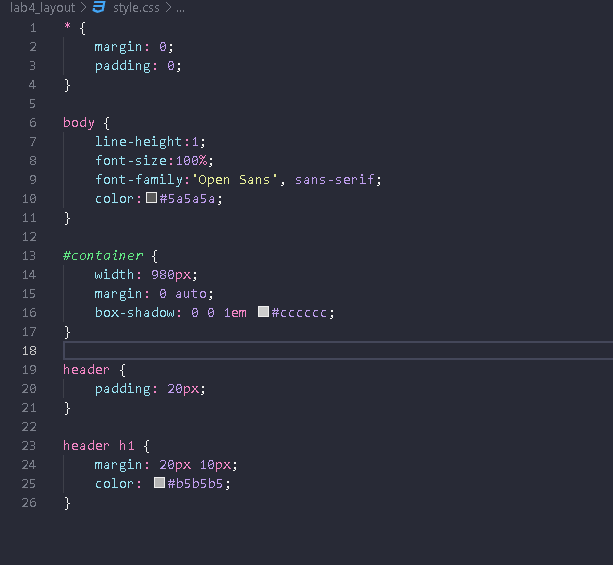 lab4_layout > style.css > ...
1 * {
2 margin: 0;
3 padding: 0;
4 }
5
6 body {
7 line-height:1;
8 font-size:100%;
9 font-family:'Open Sans', sans-serif;
10 color:#5a5a5a;
11 }
12
13 #container {
14 width: 980px;
15 margin: 0 auto;
16 box-shadow: 0 0 1em #cccccc;
17 }
18
19 header {
20 padding: 20px;
21 }
22
23 header h1 {
24 margin: 20px 10px;
25 color: #b5b5b5;
26 }